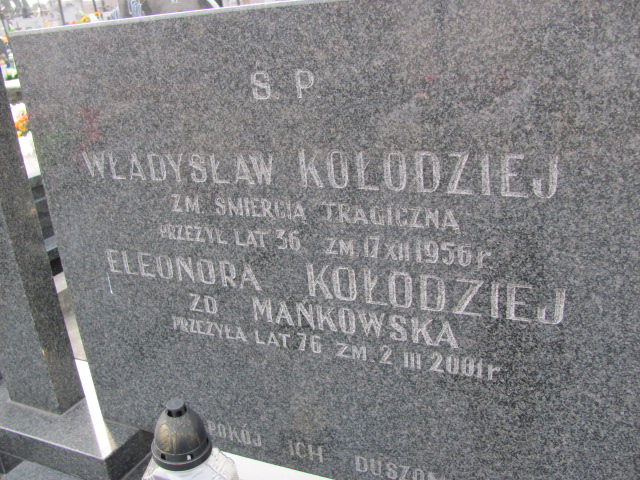 Ś. P.
WŁADYSŁAW KOŁODZIEJ
ZM. ŚMIERCIĄ TRAGICZNĄ
PRZEŻYŁ LAT 36 ZM. 17 XII 1956 r.
ELEONORA KOŁODZIEJ
ZD MAŃKOWSKA
PRZEŻYŁA LAT 76 ZM 2 III 2001 r.
POKÓJ ICH DUSZOM